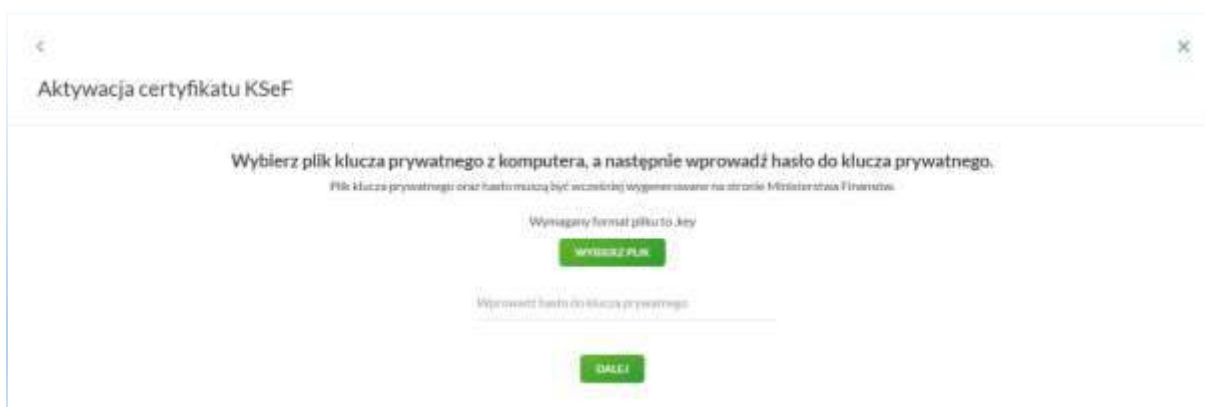 Aktywacja certyfikatu KSeF
Wybierz plik klucza prywatnego z komputera, a następnie wprowadź hasło do klucza prywatnego.
Plik klucza prywatnego oraz hasło muszą być wcześniej wygenerowane na stronie Ministerstwa Finansów.
Wymagany format pliku to .key
WYBIERZ PLIK
Wprowadź hasło do klucza prywatnego
DALEJ